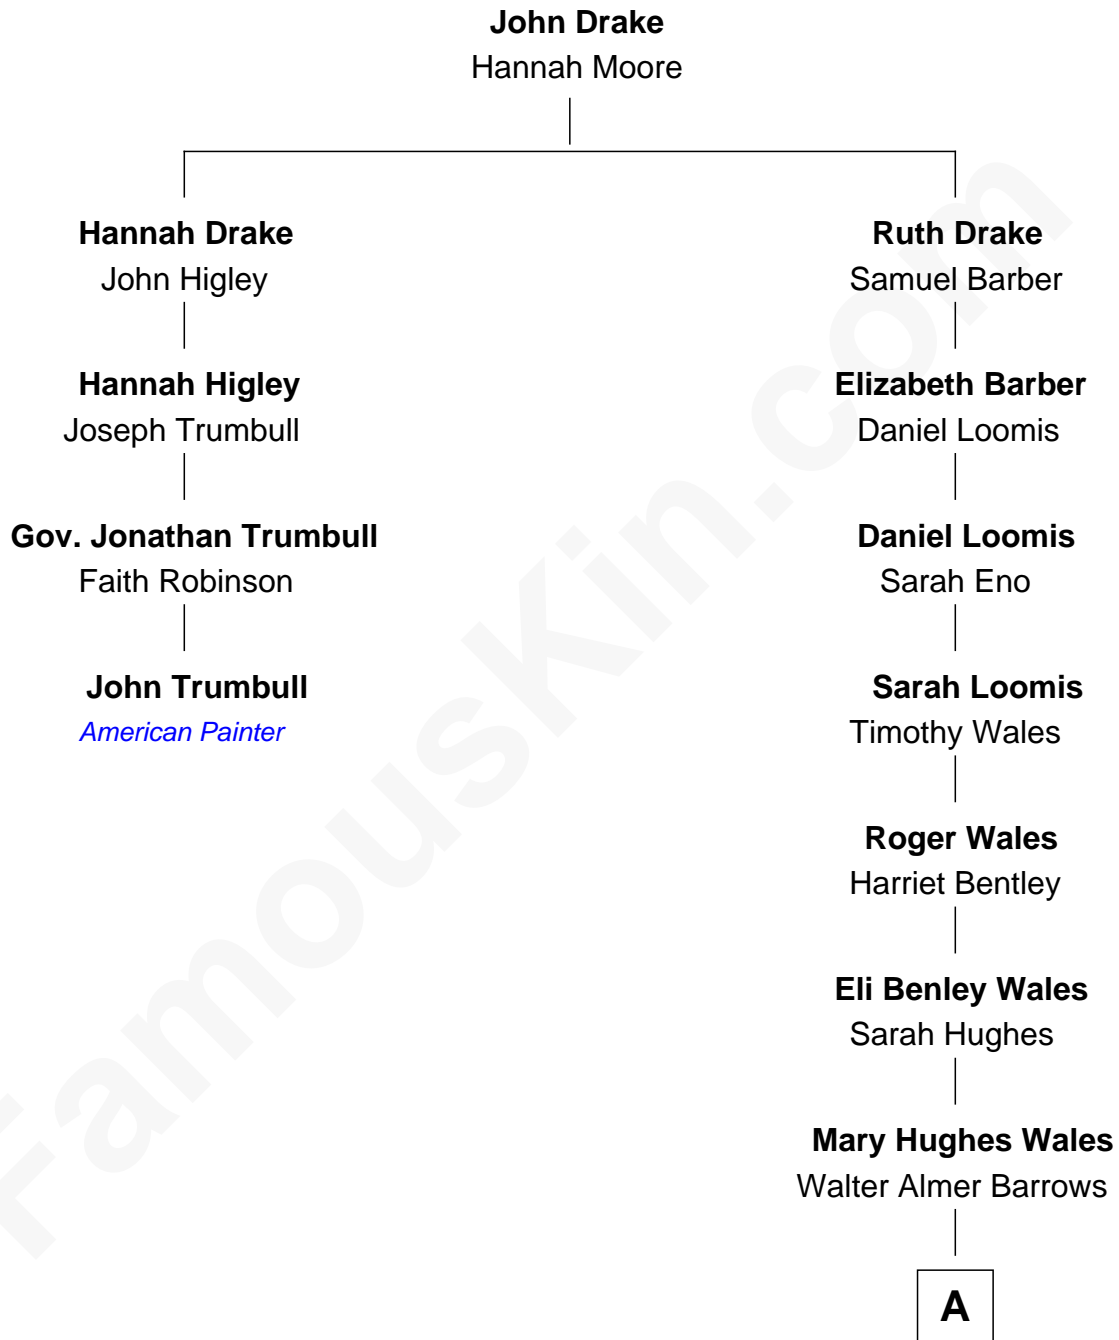 John Drake
Hannah Moore
Hannah Drake
John Higley
Hannah Higley
Joseph Trumbull
Gov. Jonathan Trumbull
Faith Robinson
John Trumbull
American Painter
Ruth Drake
Samuel Barber
Elizabeth Barber
Daniel Loomis
Daniel Loomis
Sarah Eno
Sarah Loomis
Timothy Wales
Roger Wales
Harriet Bentley
Eli Benley Wales
Sarah Hughes
Mary Hughes Wales
Walter Almer Barrows
A
FamousKin.com